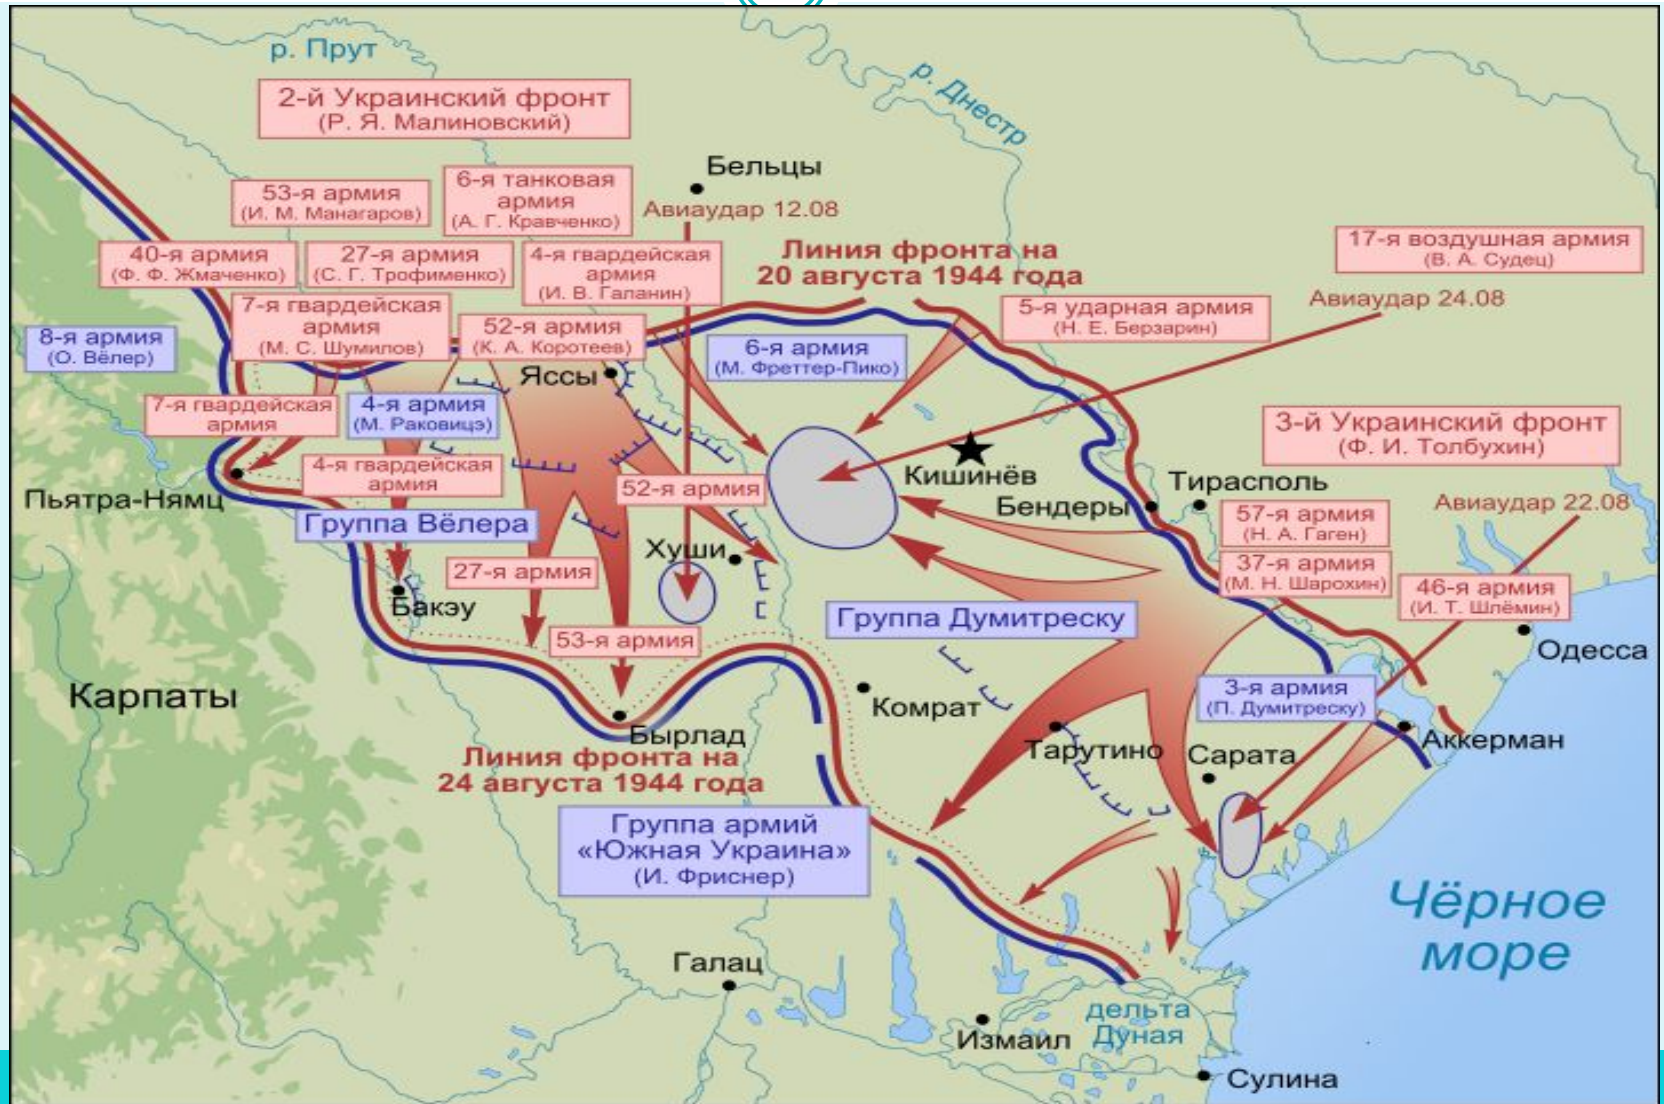 р. Прут
р. Днестр
2-й Украинский фронт
(Р. Я. Малиновский)
Бельцы
Авиаудар 12.08
53-я армия
(И. М. Манагаров)
6-я танковая
армия
(А. Г. Кравченко)
40-я армия
(Ф. Ф. Жмаченко)
27-я армия
(С. Г. Трофименко)
4-я гвардейская
армия
(И. В. Галанин)
Линия фронта на
20 августа 1944 года
17-я воздушная армия
(В. А. Судец)
Авиаудар 24.08
7-я гвардейская
армия
(М. С. Шумилов)
52-я армия
(К. А. Коротеев)
5-я ударная армия
(Н. Е. Берзарин)
8-я армия
(О. Вёлер)
6-я армия
(М. Фреттер-Пико)
Яссы
7-я гвардейская
армия
4-я армия
(М. Раковицэ)
3-й Украинский фронт
(Ф. И. Толбухин)
4-я гвардейская
армия
Кишинёв
Пьятра-Нямц
52-я армия
Бендеры
Тирасполь
Авиаудар 22.08
Группа Вёлера
57-я армия
(Н. А. Гаген)
Хуши
27-я армия
37-я армия
(М. Н. Шарохин)
46-я армия
(И. Т. Шлёмин)
Бакэу
Группа Думитреску
53-я армия
Одесса
Карпаты
Комрат
3-я армия
(П. Думитреску)
Бырлад
Тарутино
Сарата
Аккерман
Линия фронта на
24 августа 1944 года
Группа армий
«Южная Украина»
(И. Фриснер)
Чёрное
море
Галац
дельта
Дуная
Измаил
Сулина